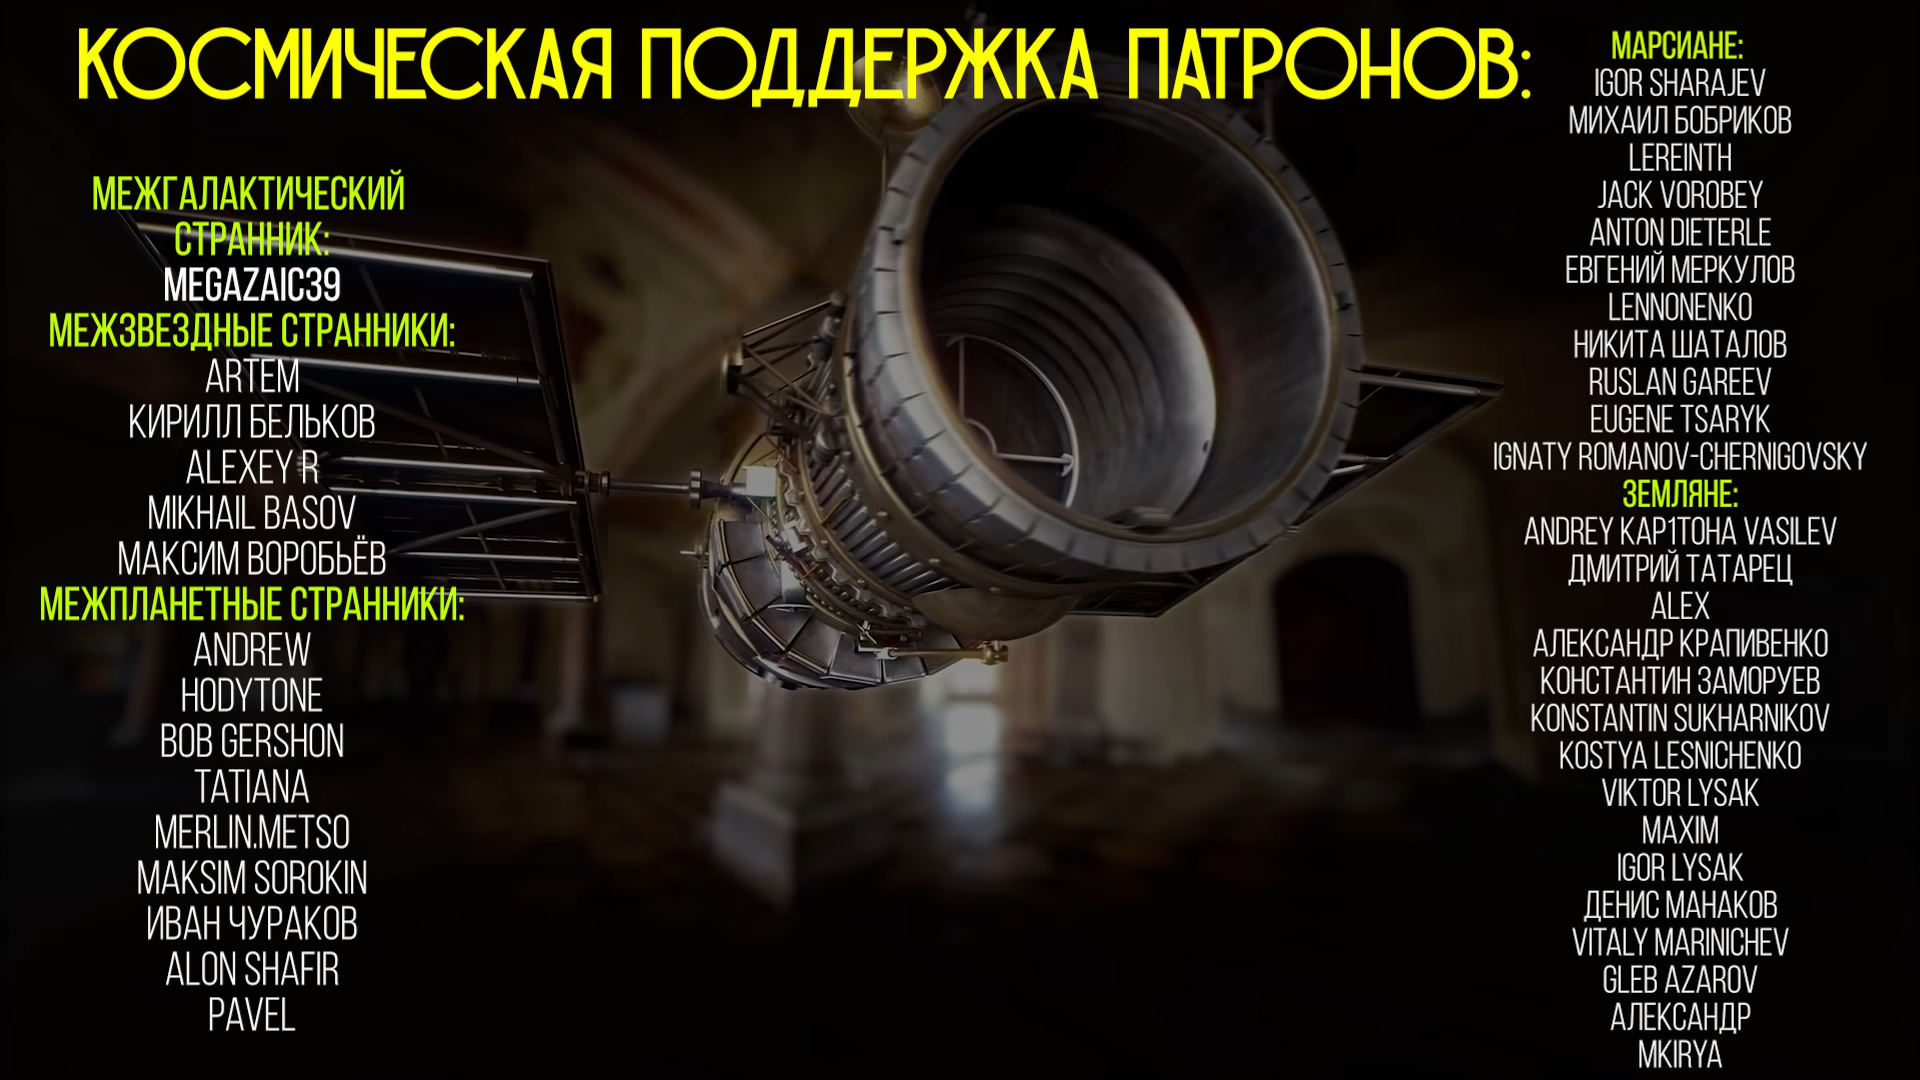 КОСМИЧЕСКАЯ ПОДДЕРЖКА ПАТРОНОВ:
МЕЖГАЛАКТИЧЕСКИЙ
СТРАННИК:
MEGAZAIC39
МЕЖЗВЕЗДНЫЕ СТРАННИКИ:
ARTEM
КИРИЛЛ БЕЛЬКОВ
ALEXEY R
MIKHAIL BASOV
МАКСИМ ВОРОБЬЁВ
МЕЖПЛАНЕТНЫЕ СТРАННИКИ:
ANDREW
HODYTONE
BOB GERSHON
TATIANA
MERLIN.METSO
MAKSIM SOROKIN
ИВАН ЧУРАКОВ
ALON SHAFIR
PAVEL
МАРСИАНЕ:
IGOR SHARAJEV
МИХАИЛ БОБРИКОВ
LEREINTH
JACK VOROBEY
ANTON DIETERLE
ЕВГЕНИЙ МЕРКУЛОВ
LENNONENKO
НИКИТА ШАТАЛОВ
RUSLAN GAREEV
EUGENE TSARYK
IGNATY ROMANOV-CHERNIGOVSKY
ЗЕМЛЯНЕ:
ANDREY KAP1TOHA VASILEV
ДМИТРИЙ ТАТАРЕЦ
ALEX
АЛЕКСАНДР КРАПИВЕНКО
КОНСТАНТИН ЗАМОРУЕВ
KONSTANTIN SUKHARNIKOV
KOSTYA LESNICHENKO
VIKTOR LYSAK
MAXIM
IGOR LYSAK
ДЕНИС МАНАКОВ
VITALY MARINICHEV
GLEB AZAROV
АЛЕКСАНДР
MKIRYA